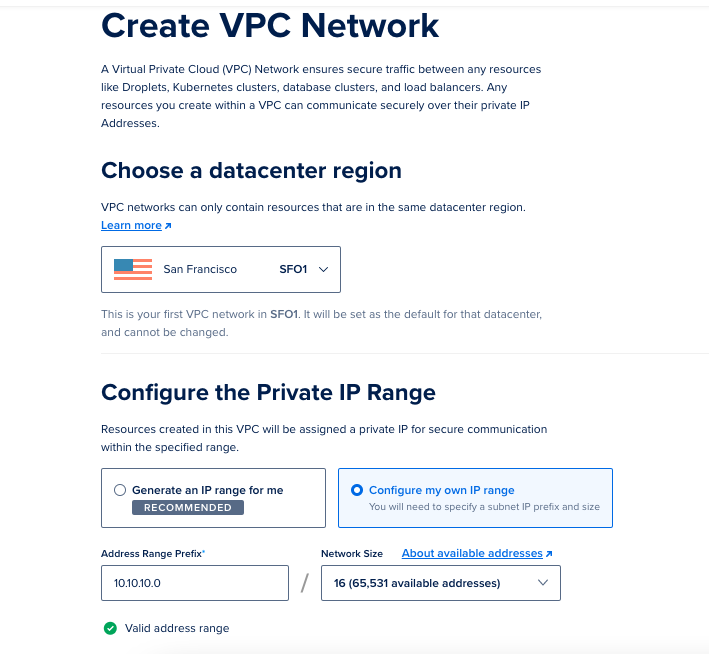 Create VPC Network
A Virtual Private Cloud (VPC) Network ensures secure traffic between any resources
like Droplets, Kubernetes clusters, database clusters, and load balancers. Any
resources you create within a VPC can communicate securely over their private IP
Addresses.
Choose a datacenter region
VPC networks can only contain resources that are in the same datacenter region.
Learn more
San Francisco SFO1
This is your first VPC network in SFO1. It will be set as the default for that datacenter,
and cannot be changed.
Configure the Private IP Range
Resources created in this VPC will be assigned a private IP for secure communication
within the specified range.
Generate an IP range for me
RECOMMENDED
Configure my own IP range
You will need to specify a subnet IP prefix and size
Address Range Prefix*
Network Size About available addresses
10.10.10.0 / 16 (65,531 available addresses)
Valid address range